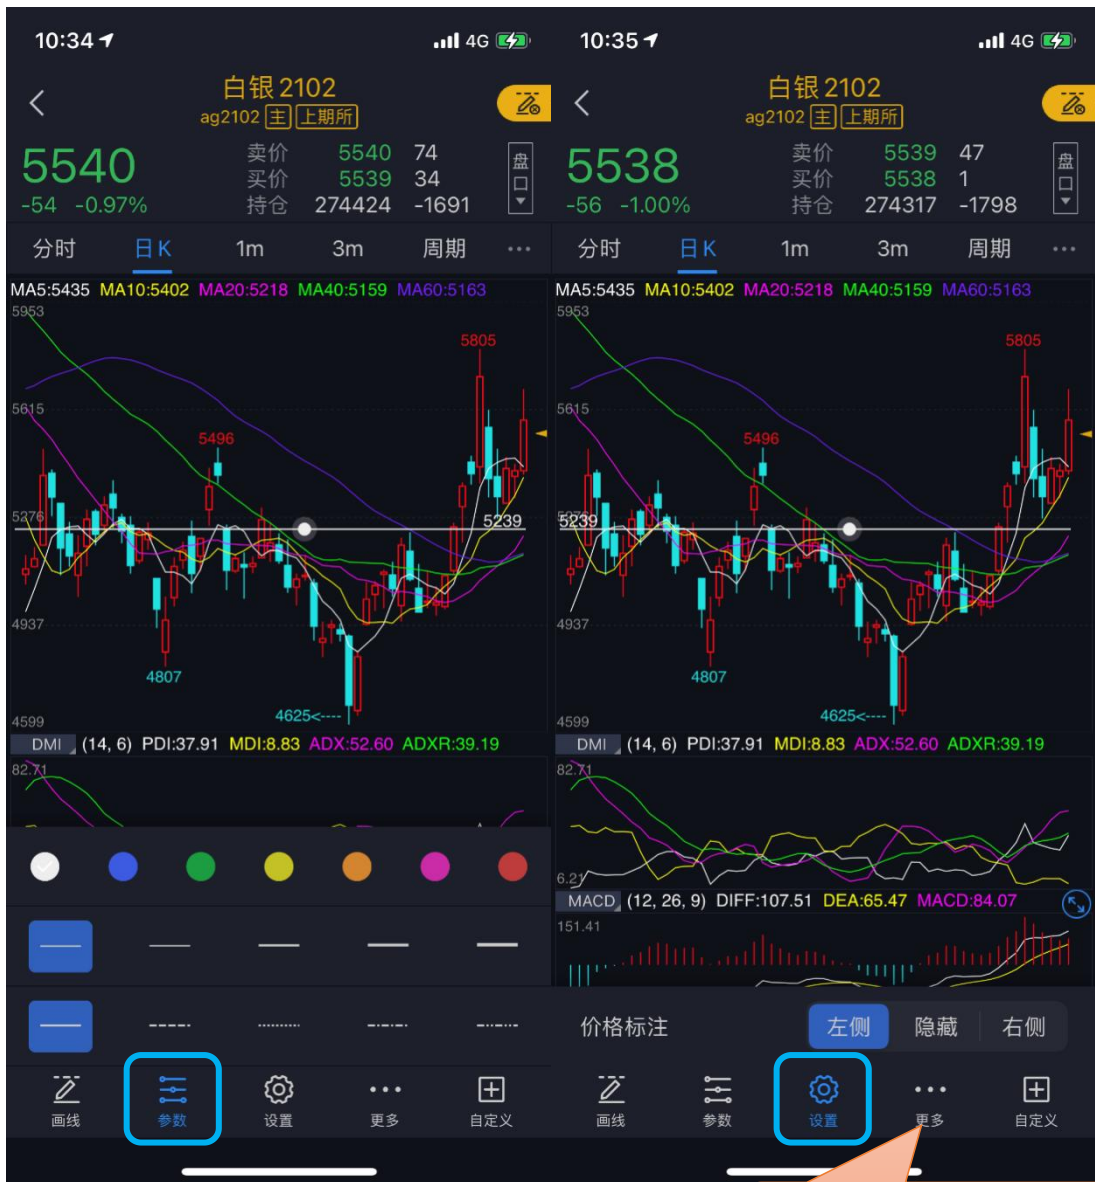 10:34
4G
白银 2102
ag2102 主 上期所
5540
-54 -0.97%
卖价 5540 74
买价 5539 34
持仓 274424 -1691
盘口
分时 日K 1m 3m 周期 ···
MA5:5435 MA10:5402 MA20:5218 MA40:5159 MA60:5163
5953
5805
5615
5496
5276
5239
4937
4807
4625<----
4599
DMI (14, 6) PDI:37.91 MDI:8.83 ADX:52.60 ADXR:39.19
82.71
画线 参数 设置 更多 自定义
10:35
4G
白银 2102
ag2102 主 上期所
5538
-56 -1.00%
卖价 5539 47
买价 5538 1
持仓 274317 -1798
盘口
分时 日K 1m 3m 周期 ···
MA5:5435 MA10:5402 MA20:5218 MA40:5159 MA60:5163
5953
5805
5615
5496
5239
4937
4807
4625<----
4599
DMI (14, 6) PDI:37.91 MDI:8.83 ADX:52.60 ADXR:39.19
82.71
6.21
MACD (12, 26, 9) DIFF:107.51 DEA:65.47 MACD:84.07
151.41
价格标注 左侧 隐藏 右侧
画线 参数 设置 更多 自定义